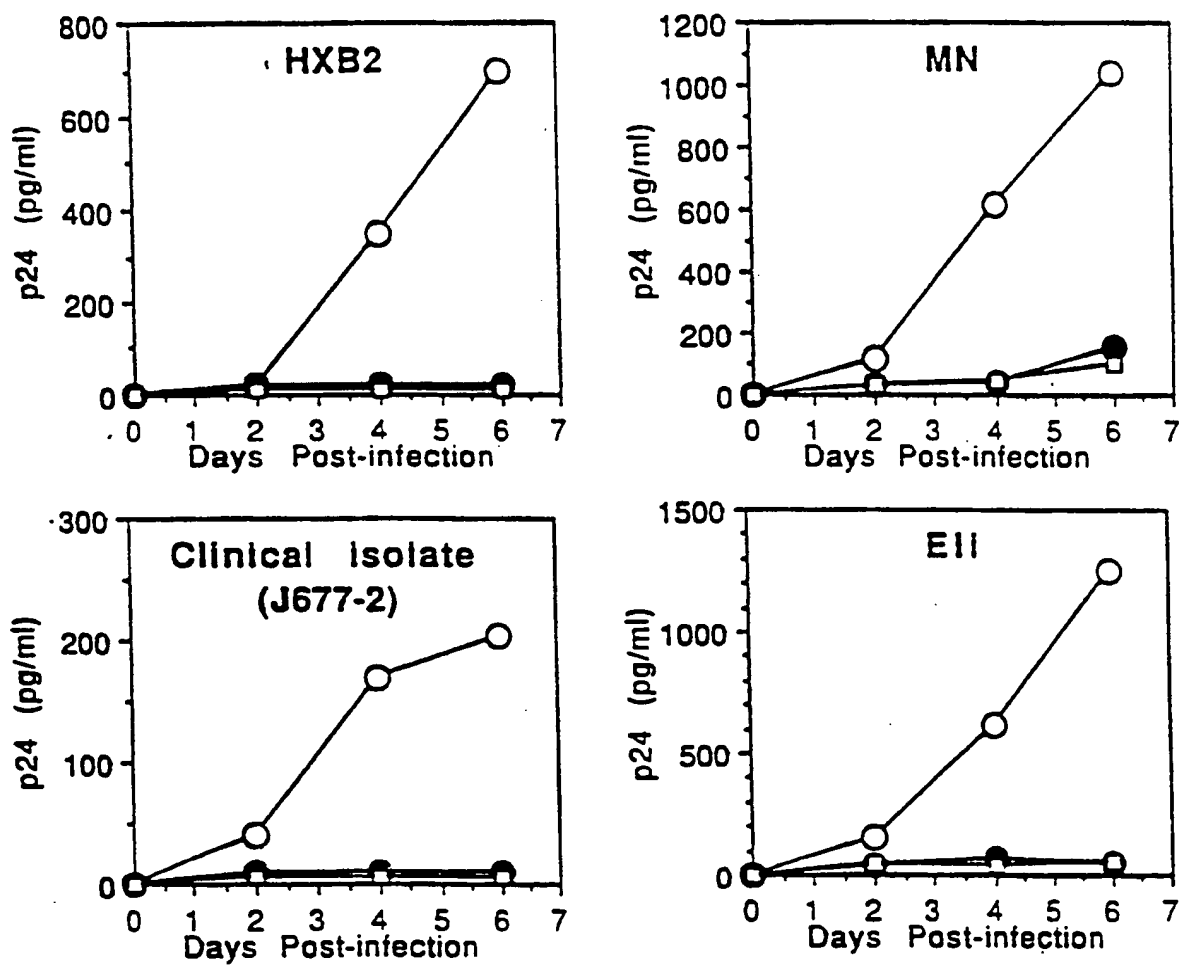 HXB2
800
600
400
200
0
p24 (pg/ml)
0 1 2 3 4 5 6 7
Days Post-infection
MN
1200
1000
800
600
400
200
0
p24 (pg/ml)
0 1 2 3 4 5 6 7
Days Post-infection
Clinical Isolate
(J677-2)
300
200
100
0
p24 (pg/ml)
0 1 2 3 4 5 6 7
Days Post-infection
Eli
1500
1000
500
0
p24 (pg/ml)
0 1 2 3 4 5 6 7
Days Post-infection